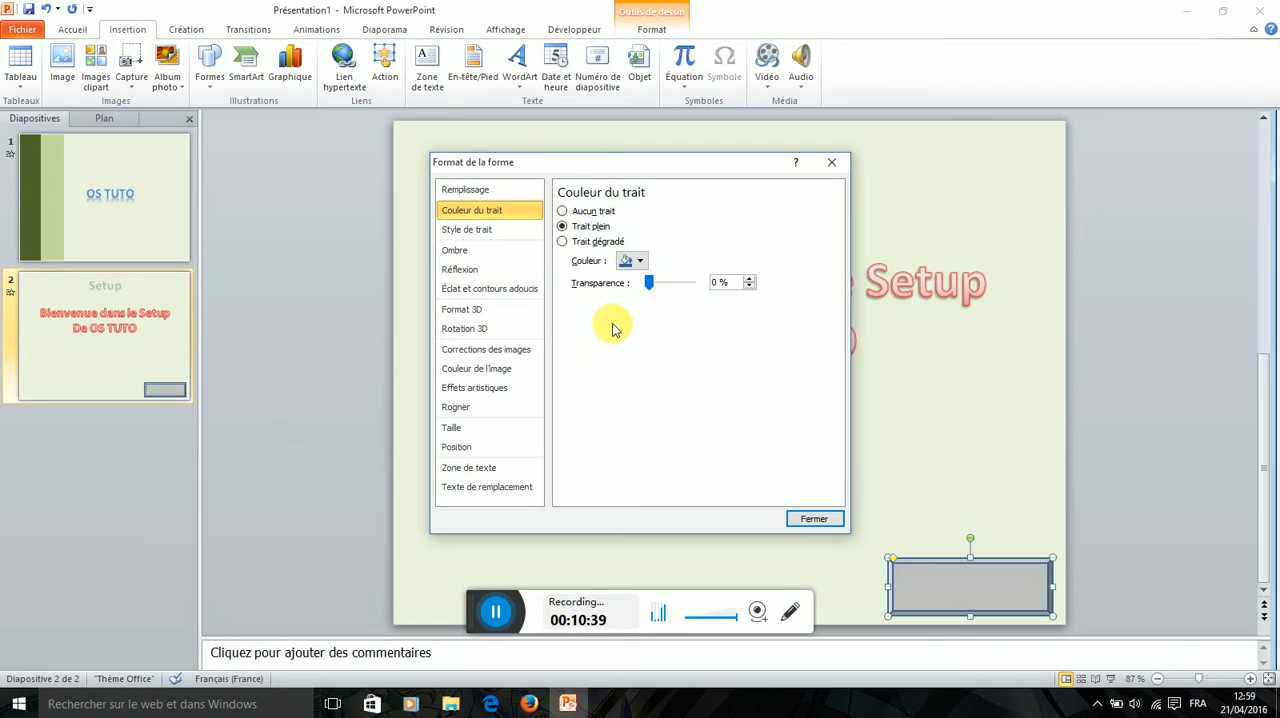 Présentation1 - Microsoft PowerPoint
Outils de dessin
Fichier Accueil Insertion Création Transitions Animations Diaporama Révision Affichage Développeur Format
Tableau Image Images clipart Capture Album photo Formes SmartArt Graphique Lien hypertexte Action Zone de texte En-tête/Pied WordArt Date et heure Numéro de diapositive Objet Équation Symbole Vidéo Audio
Tableaux Images Illustrations Liens Texte Symboles Média
Diapositives Plan
1
OS TUTO
2
Setup
Bienvenue dans le Setup
De OS TUTO
Setup
Format de la forme
Remplissage
Couleur du trait
Style de trait
Ombre
Réflexion
Éclat et contours adoucis
Format 3D
Rotation 3D
Corrections des images
Couleur de l'image
Effets artistiques
Rogner
Taille
Position
Zone de texte
Texte de remplacement
Couleur du trait
Aucun trait
Trait plein
Trait dégradé
Couleur :
Transparence : 0 %
Fermer
Recording...
00:10:39
Cliquez pour ajouter des commentaires
Diapositive 2 de 2 "Thème Office" Français (France) 87 %
Rechercher sur le web et dans Windows
FR
12:59
21/04/2016